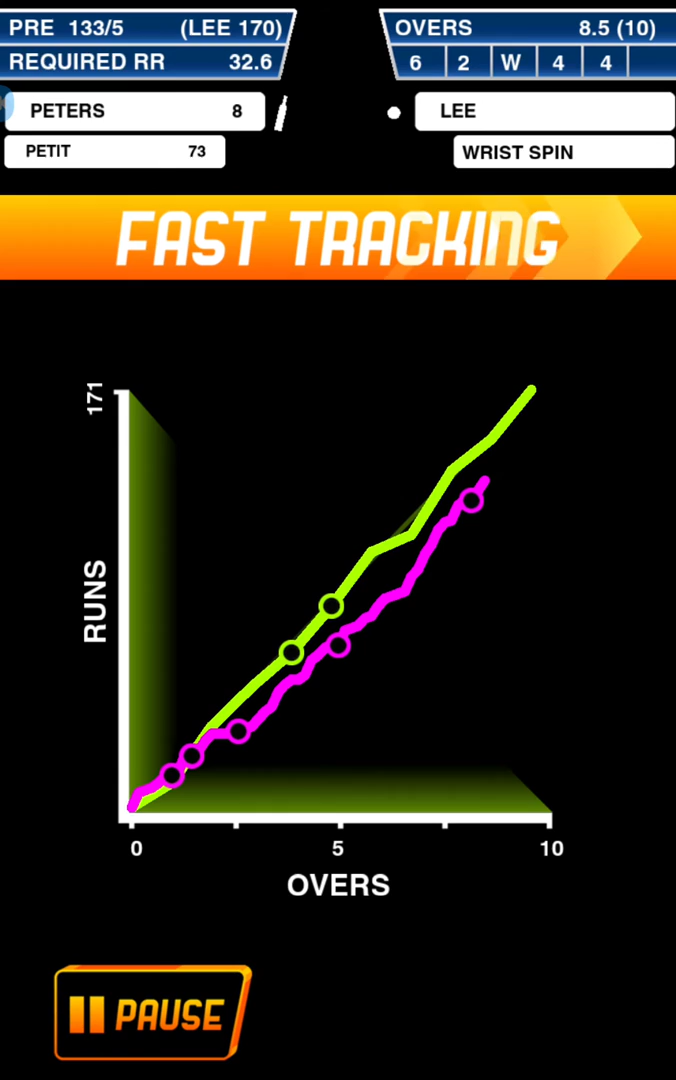 PRE 133/5 (LEE 170)
REQUIRED RR 32.6
OVERS 8.5 (10)
6 2 W 4 4
PETERS 8
PETIT 73
LEE
WRIST SPIN
FAST TRACKING
171
RUNS
0 5 10
OVERS
PAUSE